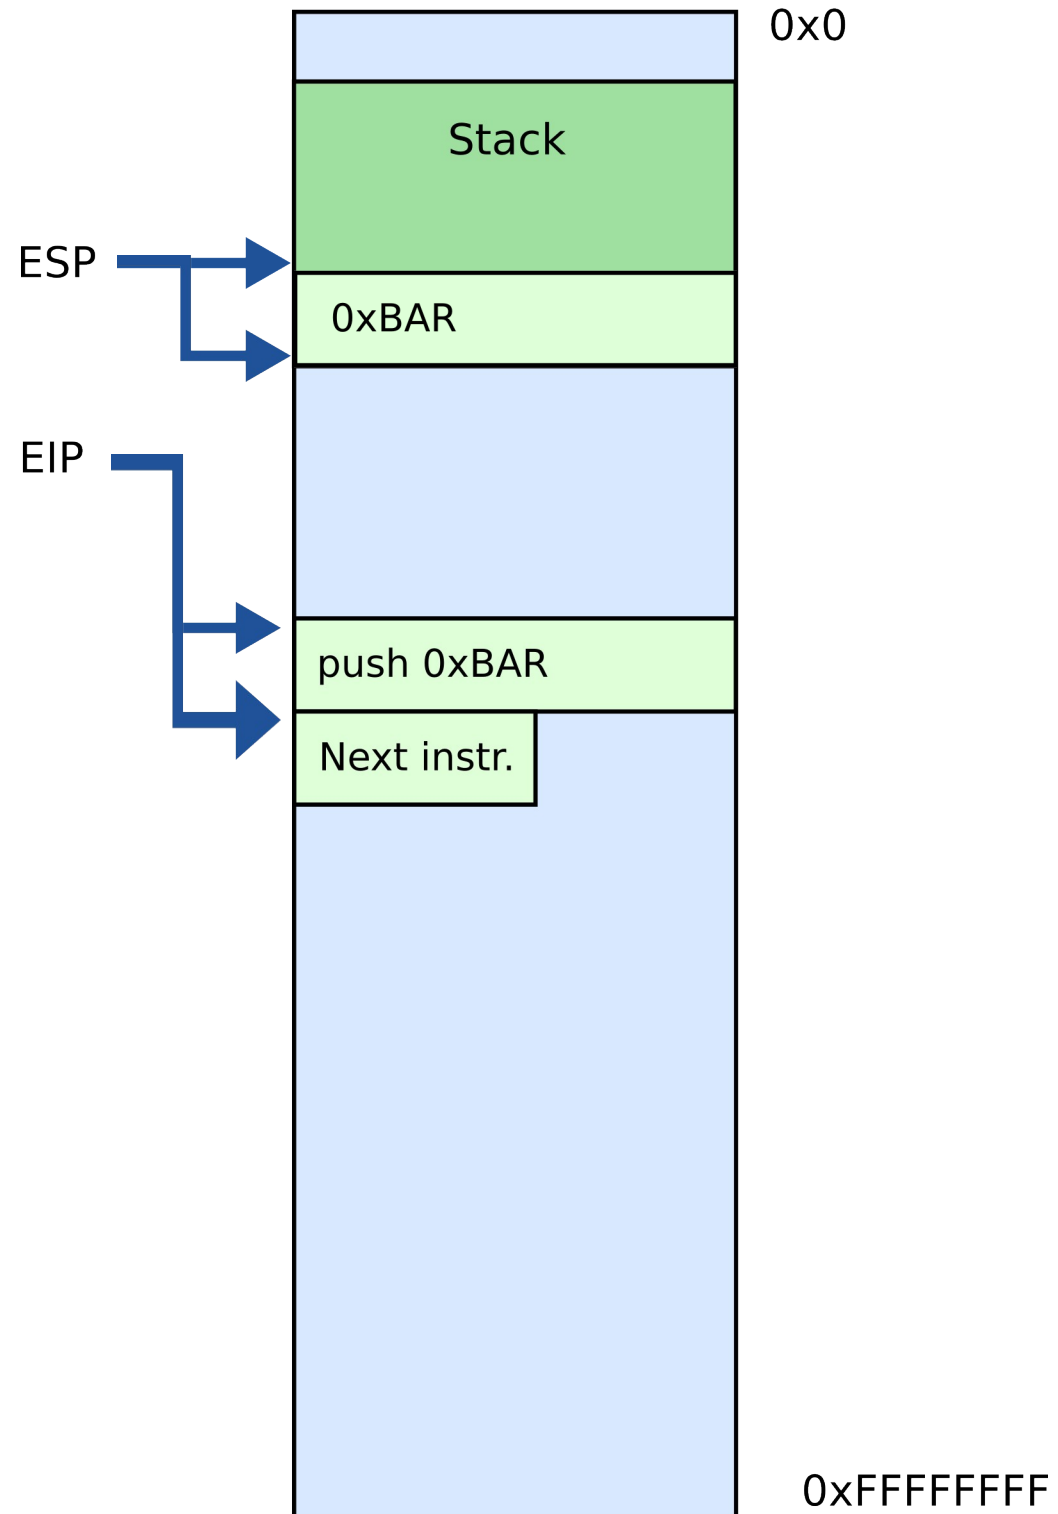 0x0
Stack
ESP
0xBAR
EIP
push 0xBAR
Next instr.
0xFFFFFFFF